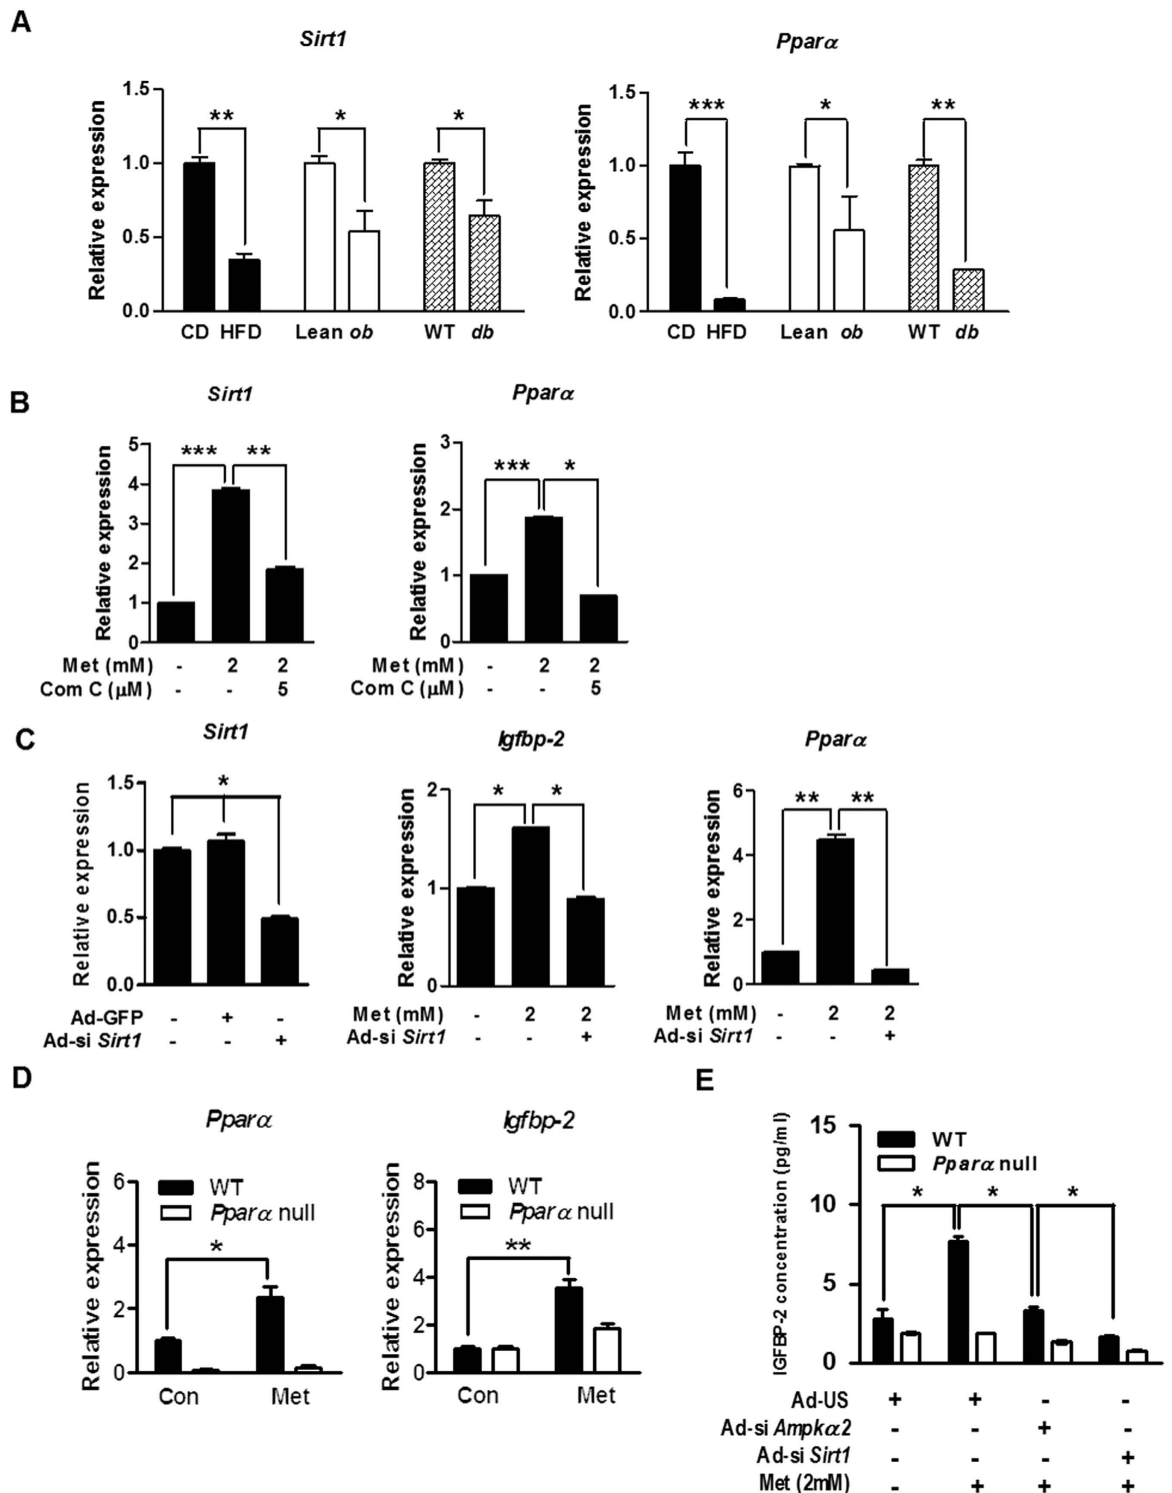 A
Sirt1
Pparα
Relative expression
1.5
1.0
0.5
0.0
** * *
CD HFD Lean ob WT db
Relative expression
1.5
1.0
0.5
0.0
*** * **
CD HFD Lean ob WT db
B
Sirt1
Pparα
Relative expression
5
4
3
2
1
0
*** **
Met (mM) - 2 2
Com C (μM) - - 5
Relative expression
3
2
1
0
*** *
Met (mM) - 2 2
Com C (μM) - - 5
C
Sirt1
Igfbp-2
Pparα
Relative expression
1.5
1.0
0.5
0.0
*
Ad-GFP - + -
Ad-si Sirt1 - - +
Relative expression
2
1
0
* *
Met (mM) - 2 2
Ad-si Sirt1 - - +
Relative expression
6
4
2
0
** **
Met (mM) - 2 2
Ad-si Sirt1 - - +
D
Pparα
Igfbp-2
Relative expression
6
4
2
0
WT
Pparα null
*
Con Met
Relative expression
8
6
4
2
0
WT
Pparα null
**
Con Met
E
IGFBP-2 concentration (pg/ml)
15
10
5
0
WT
Pparα null
* * *
Ad-US + + - -
Ad-si Ampkα2 - - + -
Ad-si Sirt1 - - - +
Met (2mM) - + + +